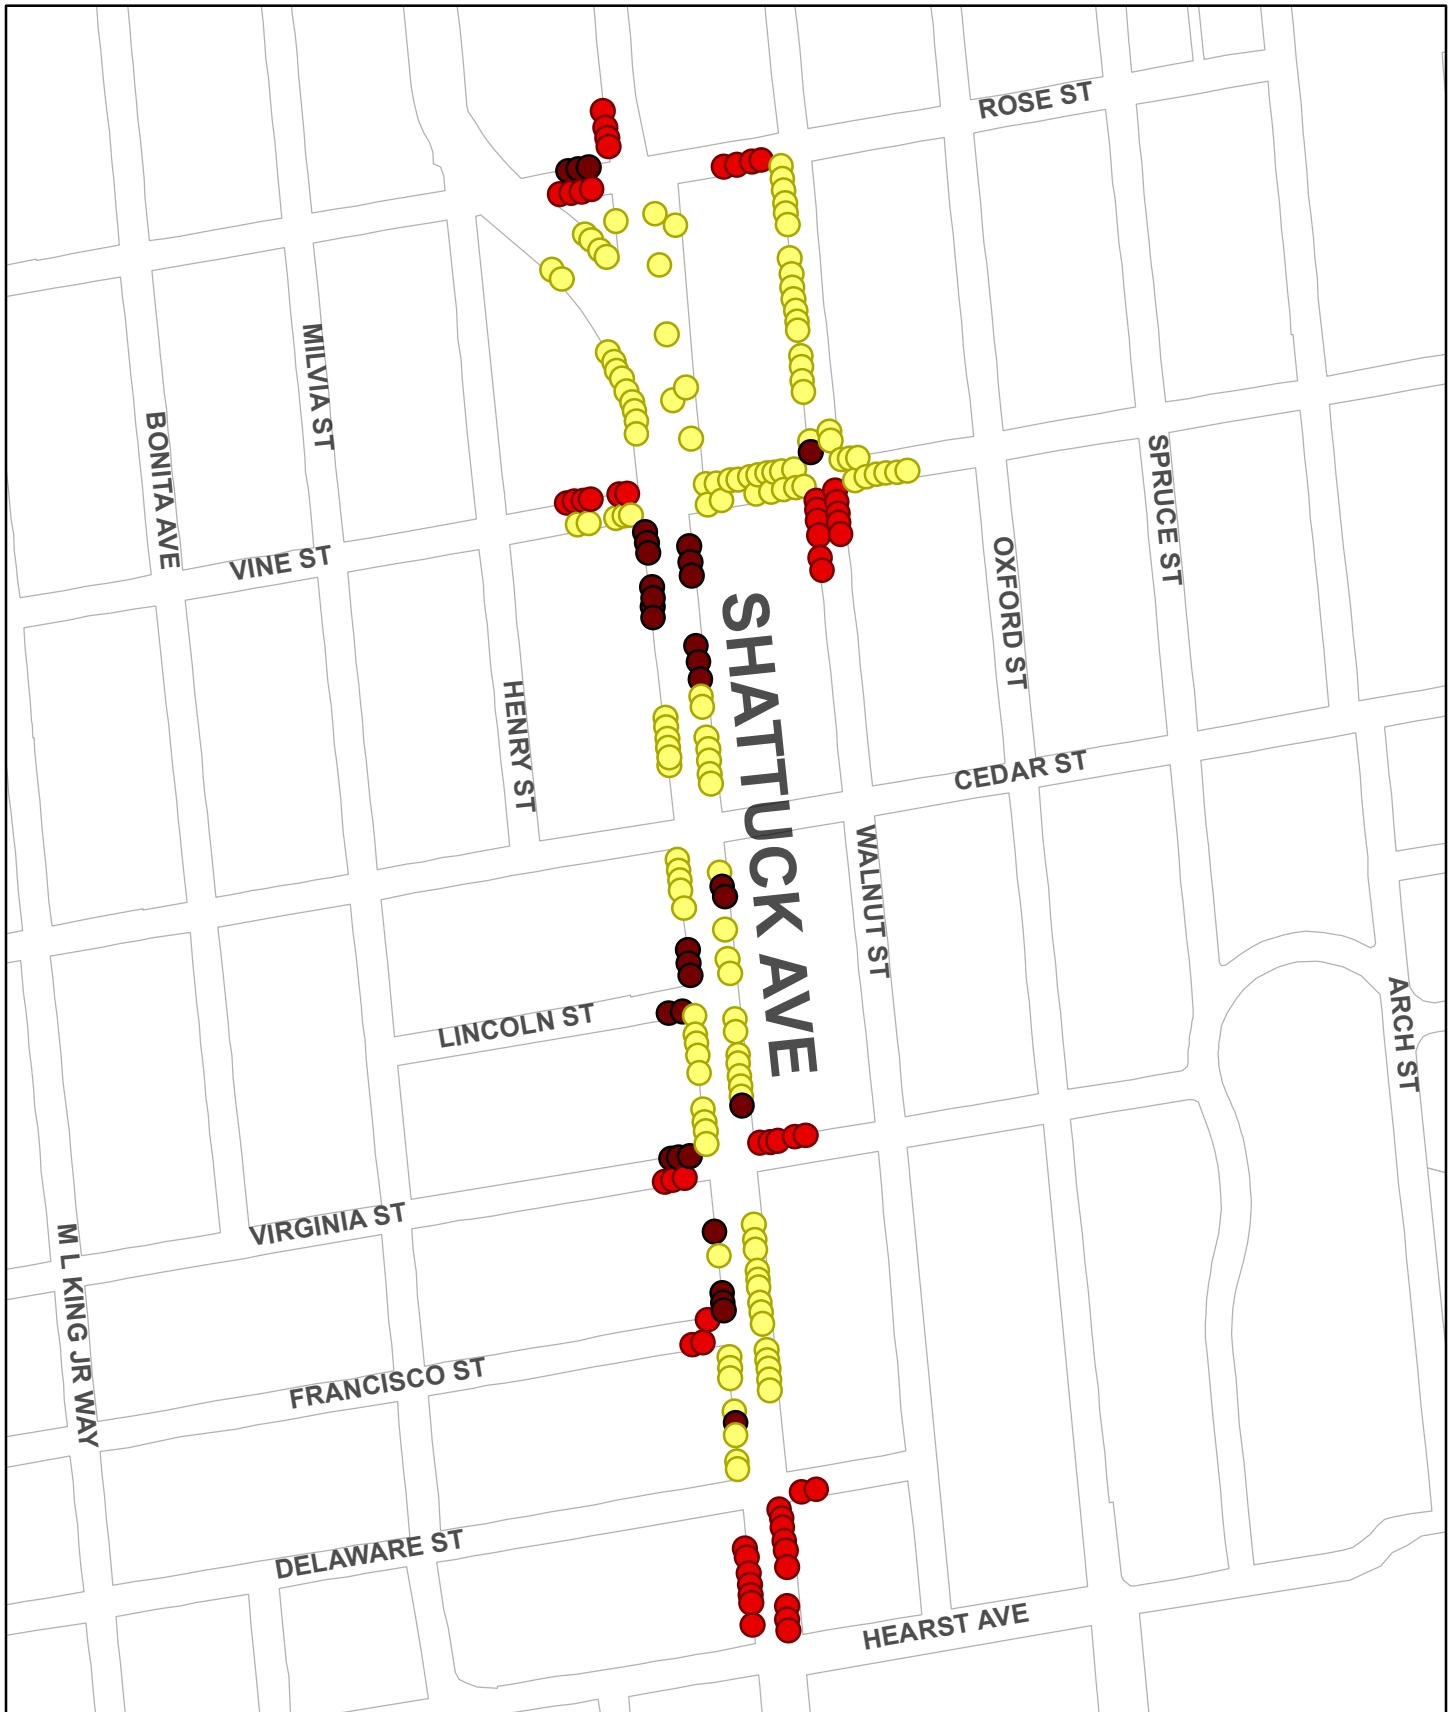 ROSE ST
MILVIA ST
BONITA AVE
SPRUCE ST
VINE ST
OXFORD ST
SHATTUCK AVE
HENRY ST
CEDAR ST
WALNUT ST
LINCOLN ST
ARCH ST
VIRGINIA ST
M L KING JR WAY
FRANCISCO ST
DELAWARE ST
HEARST AVE